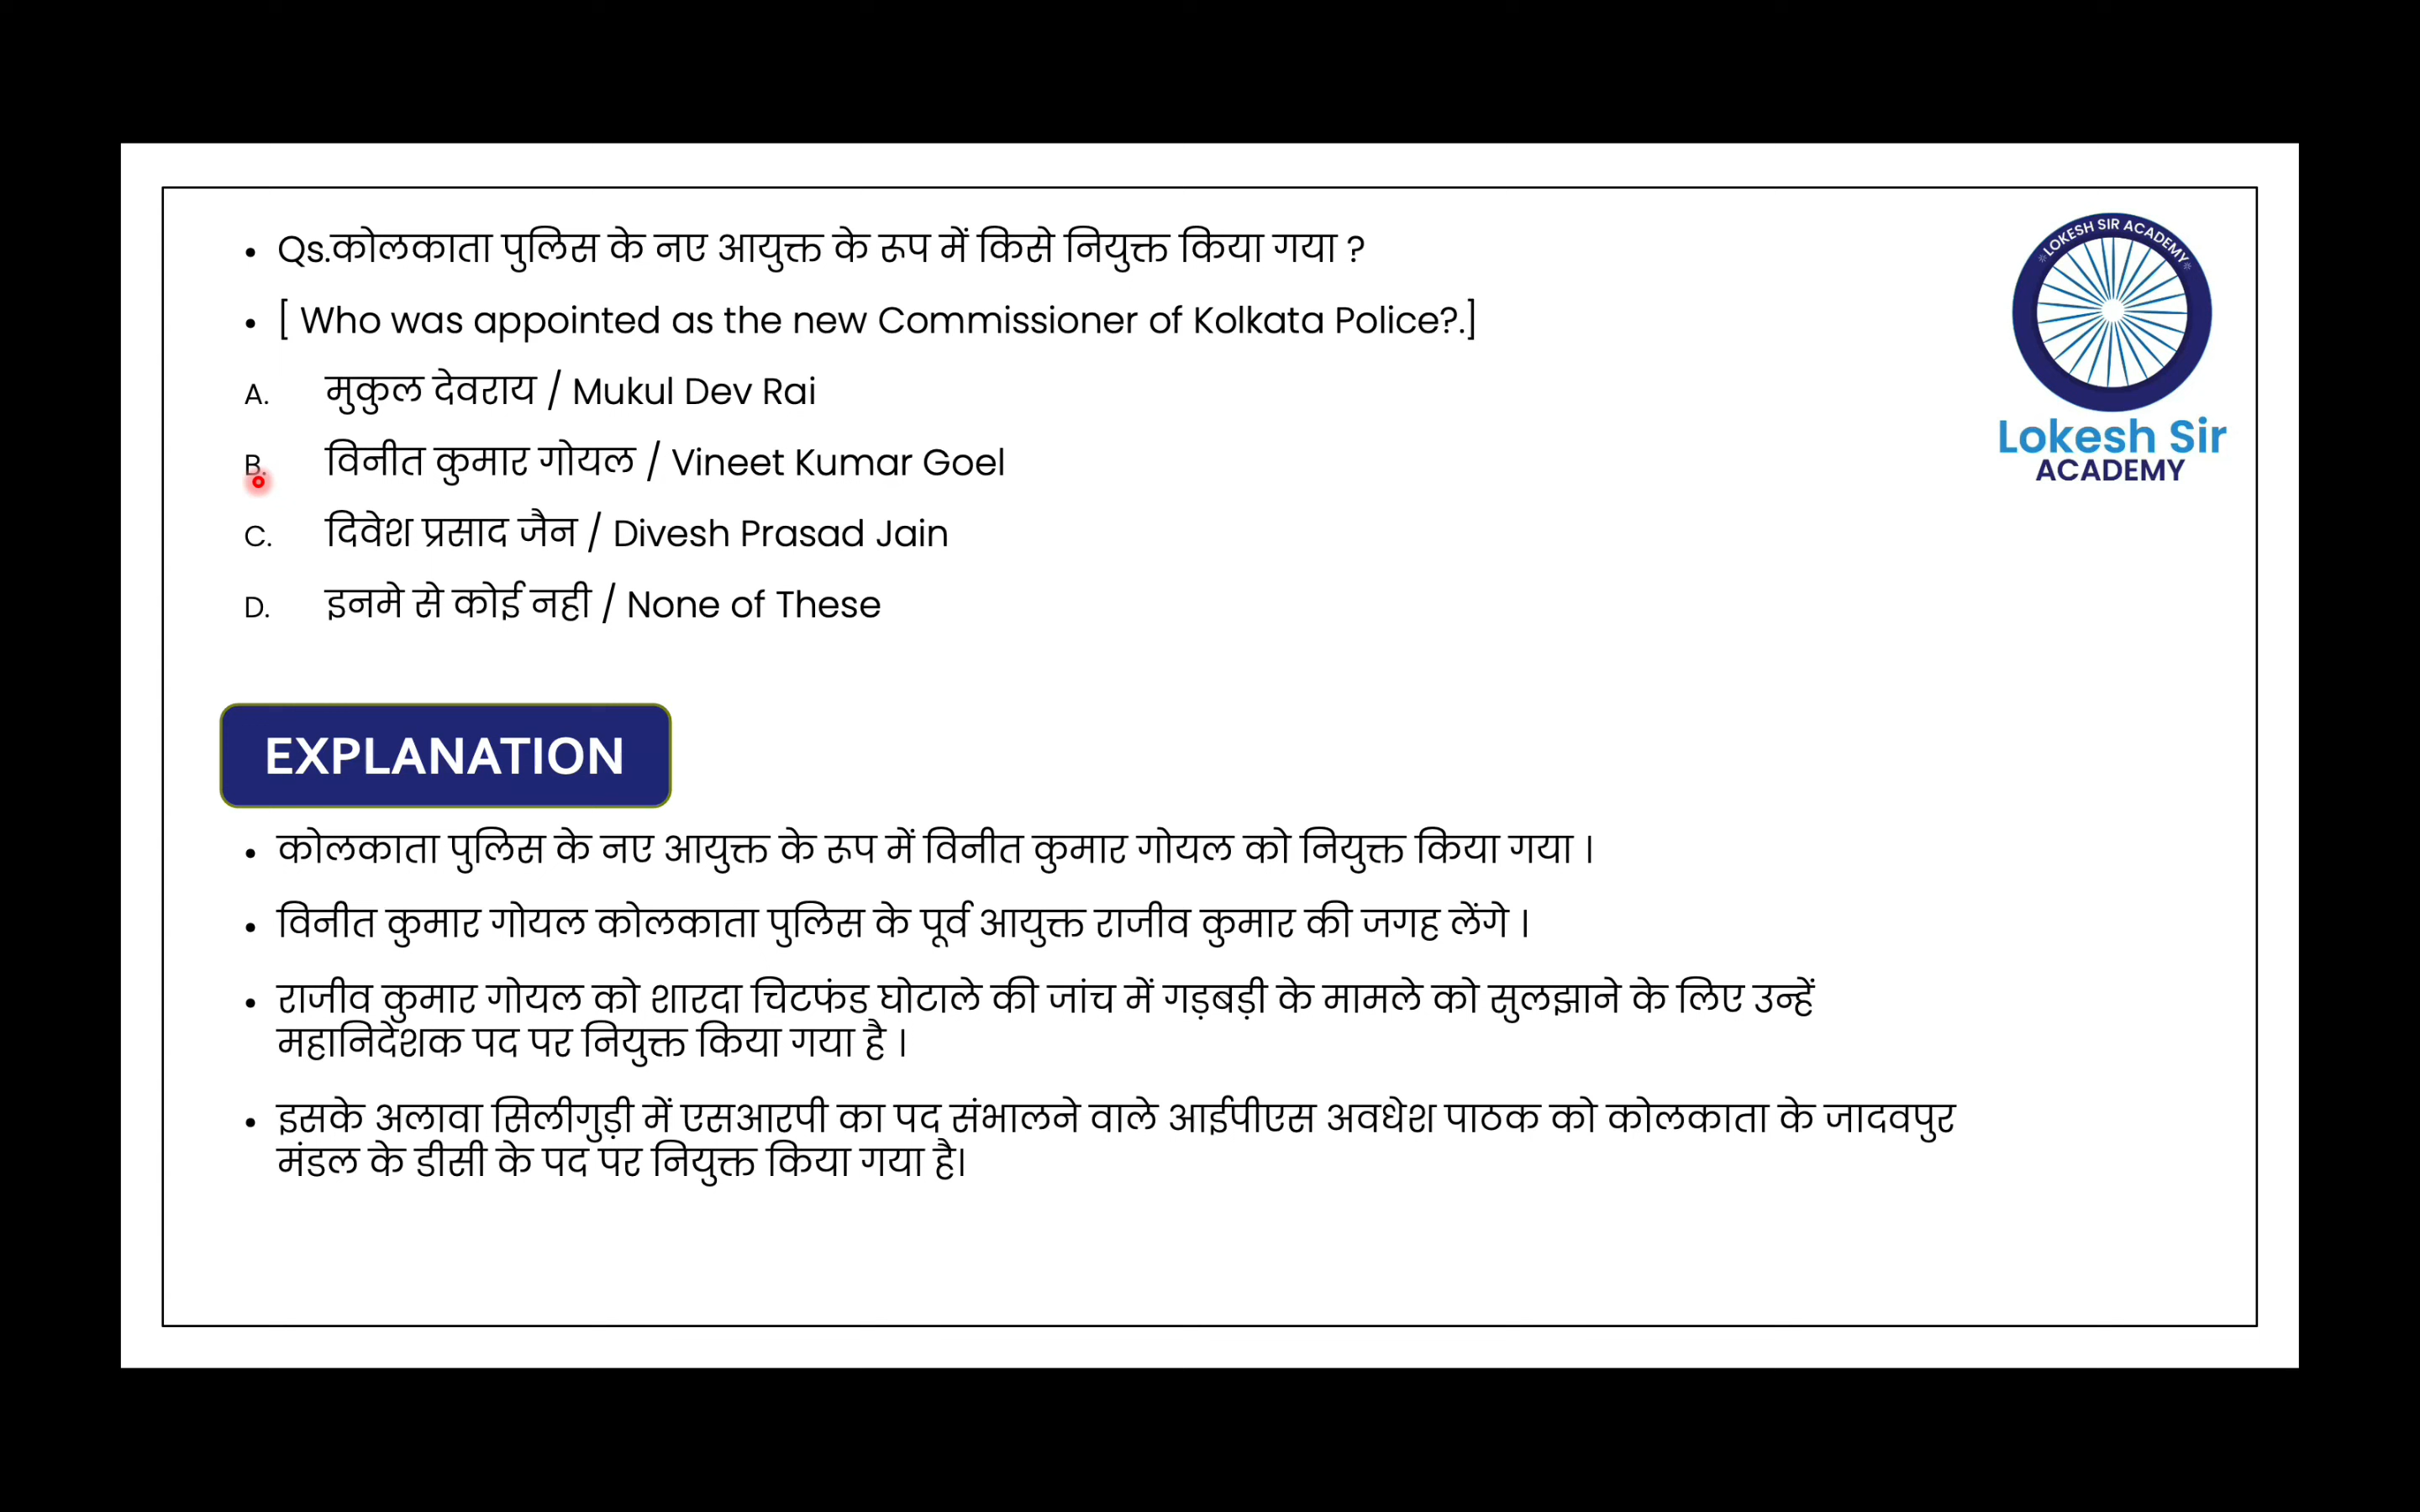 Qs.कोलकाता पुलिस के नए आयुक्त के रूप में किसे नियुक्त किया गया ?
[ Who was appointed as the new Commissioner of Kolkata Police?.]
A. मुकुल देवराय / Mukul Dev Rai
B. विनीत कुमार गोयल / Vineet Kumar Goel
C. दिवेश प्रसाद जैन / Divesh Prasad Jain
D. इनमे से कोई नही / None of These
LOKESH SIR ACADEMY
Lokesh Sir
ACADEMY
EXPLANATION
कोलकाता पुलिस के नए आयुक्त के रूप में विनीत कुमार गोयल को नियुक्त किया गया ।
विनीत कुमार गोयल कोलकाता पुलिस के पूर्व आयुक्त राजीव कुमार की जगह लेंगे ।
राजीव कुमार गोयल को शारदा चिटफंड घोटाले की जांच में गड़बड़ी के मामले को सुलझाने के लिए उन्हें
महानिदेशक पद पर नियुक्त किया गया है ।
इसके अलावा सिलीगुड़ी में एसआरपी का पद संभालने वाले आईपीएस अवधेश पाठक को कोलकाता के जादवपुर
मंडल के डीसी के पद पर नियुक्त किया गया है।